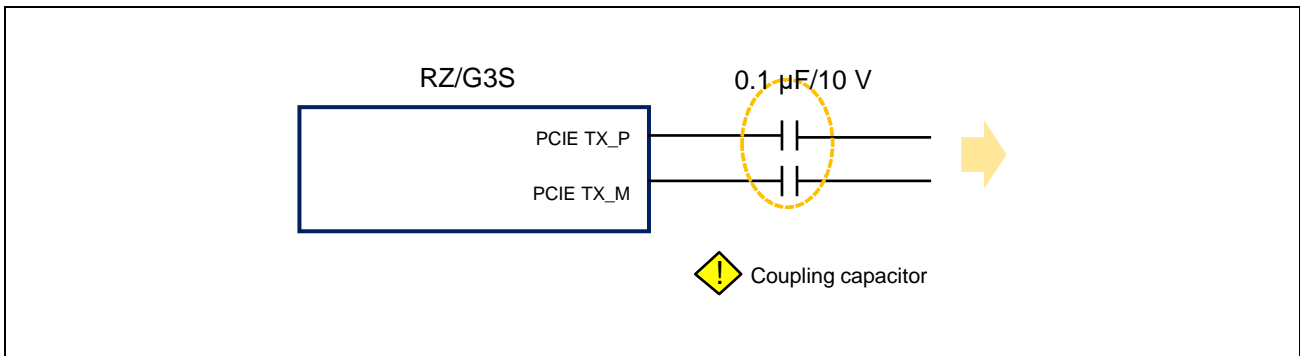 RZ/G3S
0.1 µF/10 V
PCIE TX_P
PCIE TX_M
! Coupling capacitor